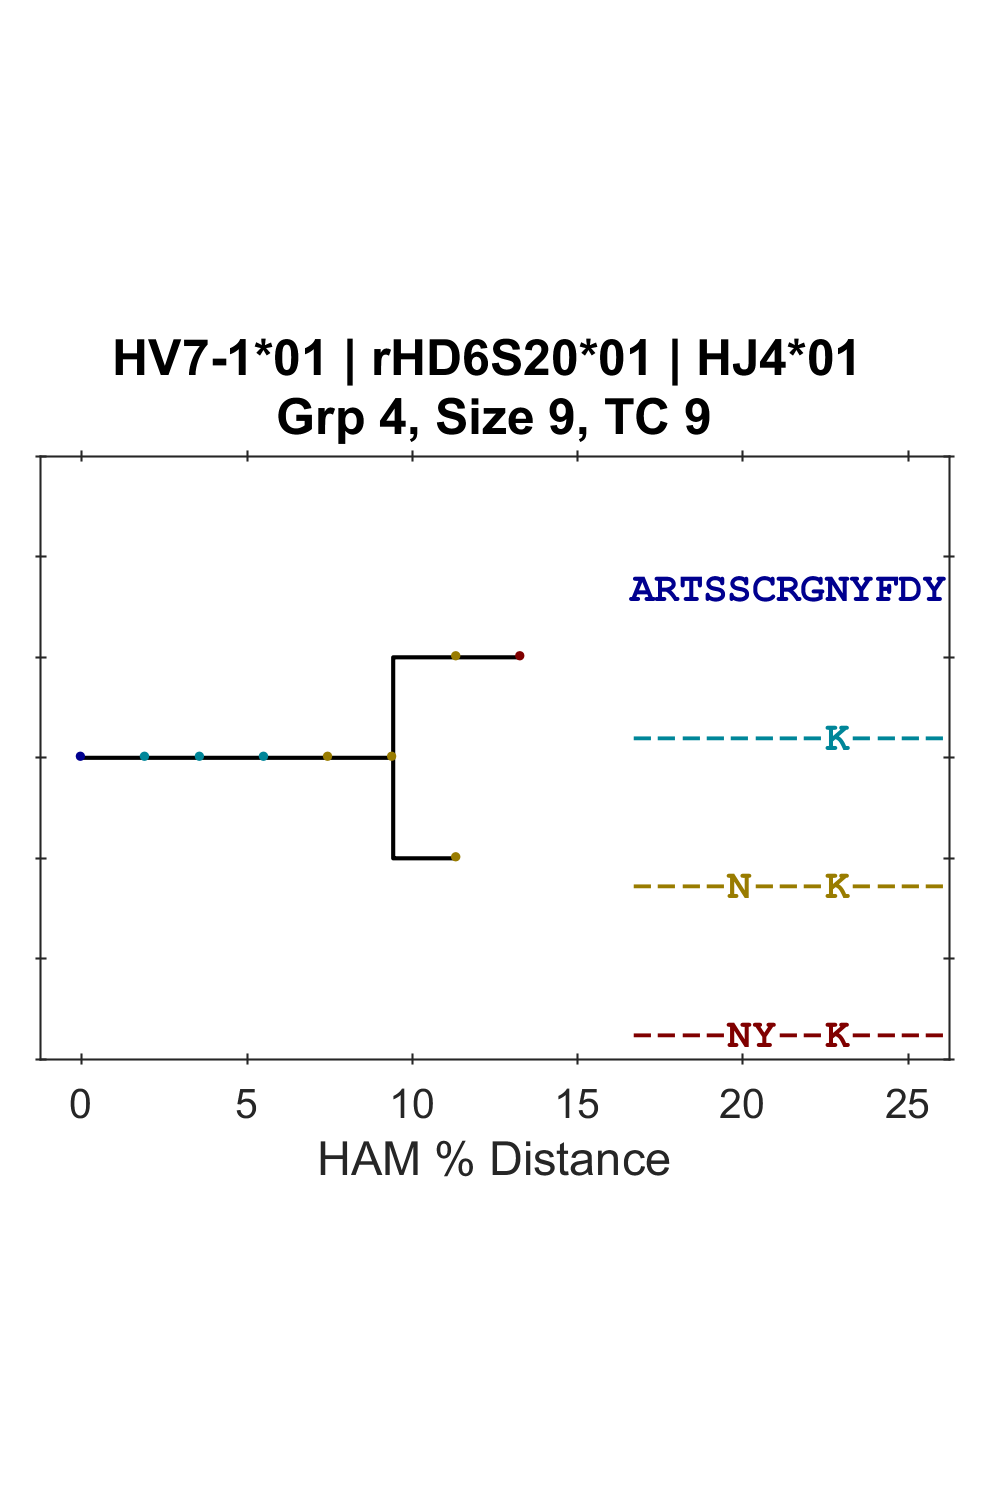 HV7-1*01 | rHD6S20*01 | HJ4*01
Grp 4, Size 9, TC 9
ARTSSCRGNYFDY
--------K----
----N---K----
----NY--K----
0 5 10 15 20 25
HAM % Distance